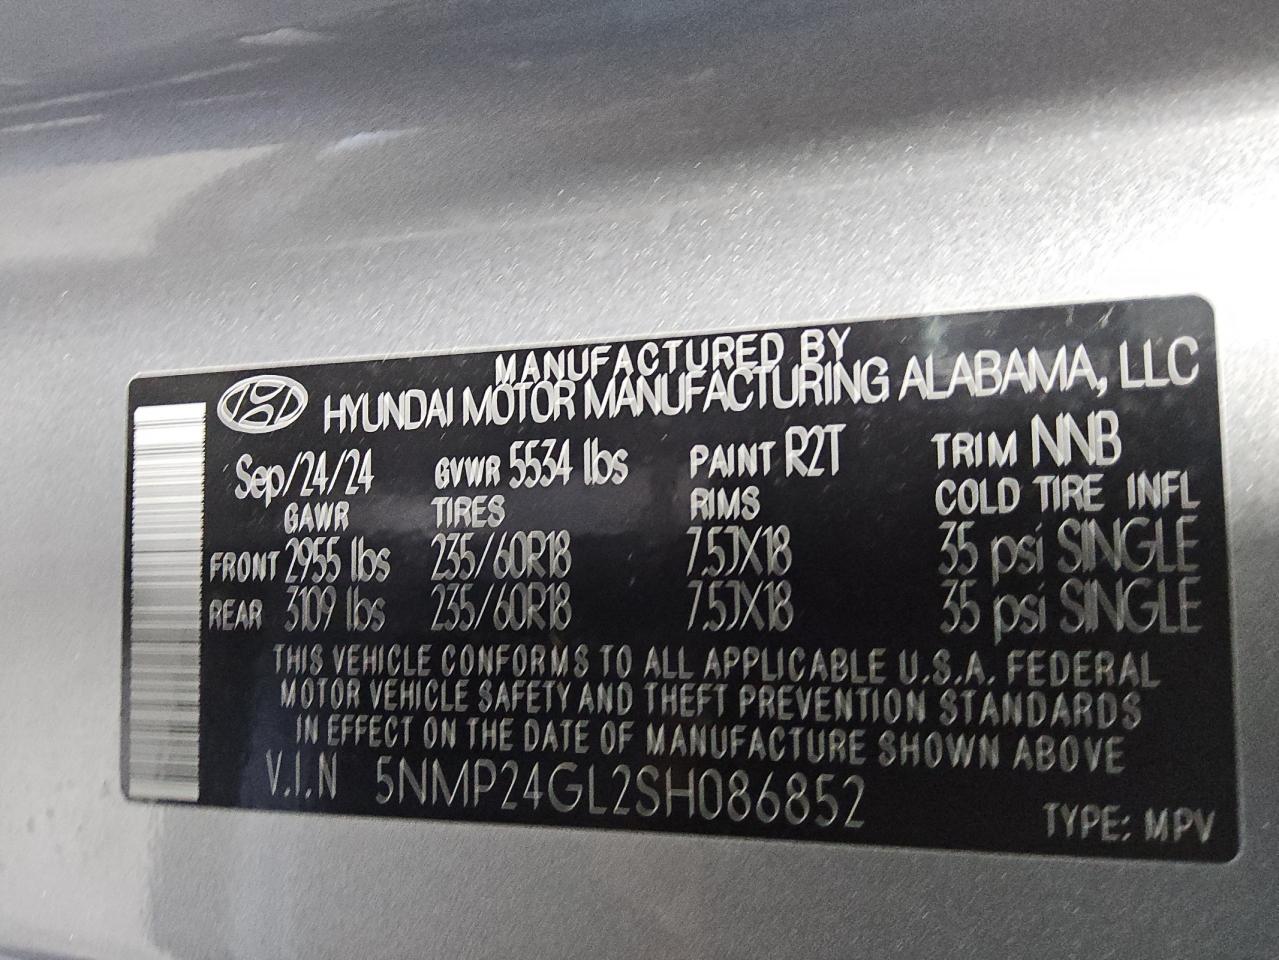 MANUFACTURED BY
HYUNDAI MOTOR MANUFACTURING ALABAMA, LLC
Sep/24/24 GVWR 5534 lbs PAINT R2T TRIM NNB
GAWR TIRES RIMS COLD TIRE INFL
FRONT 2955 lbs 235/60R18 7.5JX18 35 psi SINGLE
REAR 3109 lbs 235/60R18 7.5JX18 35 psi SINGLE
THIS VEHICLE CONFORMS TO ALL APPLICABLE U.S.A. FEDERAL
MOTOR VEHICLE SAFETY AND THEFT PREVENTION STANDARDS
IN EFFECT ON THE DATE OF MANUFACTURE SHOWN ABOVE
V.I.N 5NMP24GL2SH086852
TYPE: MPV